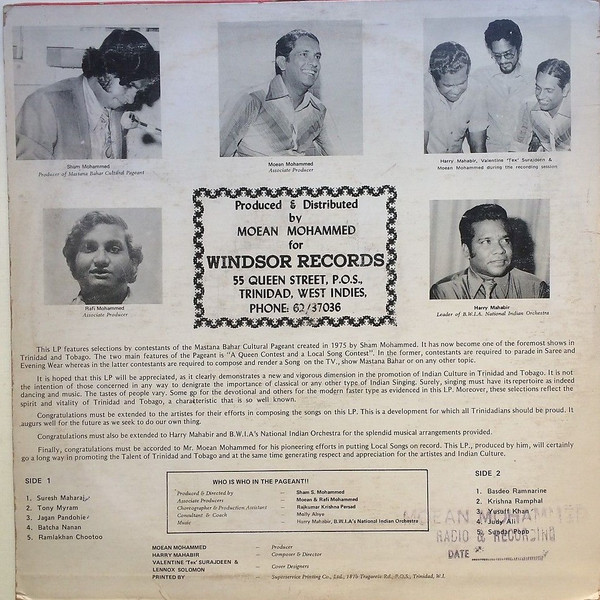 Sham Mohammed
Producer of Mastana Bahar Cultural Pageant
Moean Mohammed
Associate Producer
Harry Mahabir, Valentine 'Tex' Surajdeen &
Moean Mohammed during the recording session
Rafi Mohammed
Associate Producer
Produced & Distributed
by
MOEAN MOHAMMED
for
WINDSOR RECORDS
55 QUEEN STREET, P.O.S.,
TRINIDAD, WEST INDIES,
PHONE: 62/37036
Harry Mahabir
Leader of B.W.I.A. National Indian Orchestra
This LP features selections by contestants of the Mastana Bahar Cultural Pageant created in 1975 by Sham Mohammed. It has now become one of the foremost shows in
Trinidad and Tobago. The two main features of the Pageant is "A Queen Contest and a Local Song Contest". In the former, contestants are required to parade in Saree and
Evening Wear whereas in the latter contestants are required to compose and render a Song on the TV., show Mastana Bahar or on any other topic.
It is hoped that this LP will be appreciated, as it clearly demonstrates a new and vigorous dimension in the promotion of Indian Culture in Trinidad and Tobago. It is not
the intention of those concerned in any way to denigrate the importance of classical or any other type of Indian Singing. Surely, singing must have its repertoire as indeed
dancing and music. The tastes of people vary. Some go for the devotional and others for the modern faster type as evidenced in this LP. Moreover, these selections reflect the
spirit and vitality of Trinidad and Tobago, a characteristic that is so well known.
Congratulations must be extended to the artistes for their efforts in composing the songs on this LP. This is a development for which all Trinidadians should be proud. It
augurs well for the future as we seek to do our own thing.
Congratulations must also be extended to Harry Mahabir and B.W.I.A's National Indian Orchestra for the splendid musical arrangements provided.
Finally, congratulations must be accorded to Mr. Moean Mohammed for his pioneering efforts in putting Local Songs on record. This LP., produced by him, will certainly
go a long way in promoting the Talent of Trinidad and Tobago and at the same time generating respect and appreciation for the artistes and Indian Culture.
SIDE 1
1. Suresh Maharaj
2. Tony Myram
3. Jagan Pandohie
4. Batcha Nanan
5. Ramlakhan Chootoo
WHO IS WHO IN THE PAGEANT!!
Produced & Directed by – Sham S. Mohammed
Associate Producers – Moean & Rafi Mohammed
Choreographer & Production Assistant – Rajkumar Krishna Persad
Consultant & Coach – Melly Aliya
Music – Harry Mahabir, B.W.I.A's National Indian Orchestra
SIDE 2
1. Basdeo Ramnarine
2. Krishna Ramphal
3. Yusuff Khan
4. Judy Ali
5. Sundar Popo
MOEAN MOHAMMED
RADIO & RECORDING
DATE
MOEAN MOHAMMED – Producer
HARRY MAHABIR – Composer & Director
VALENTINE 'Tex' SURAJDEEN &
LENNOX SOLOMON – Cover Designers
PRINTED BY – Superservice Printing Co., Ltd., 187b Tragarete Rd., P.O.S., Trinidad, W.I.